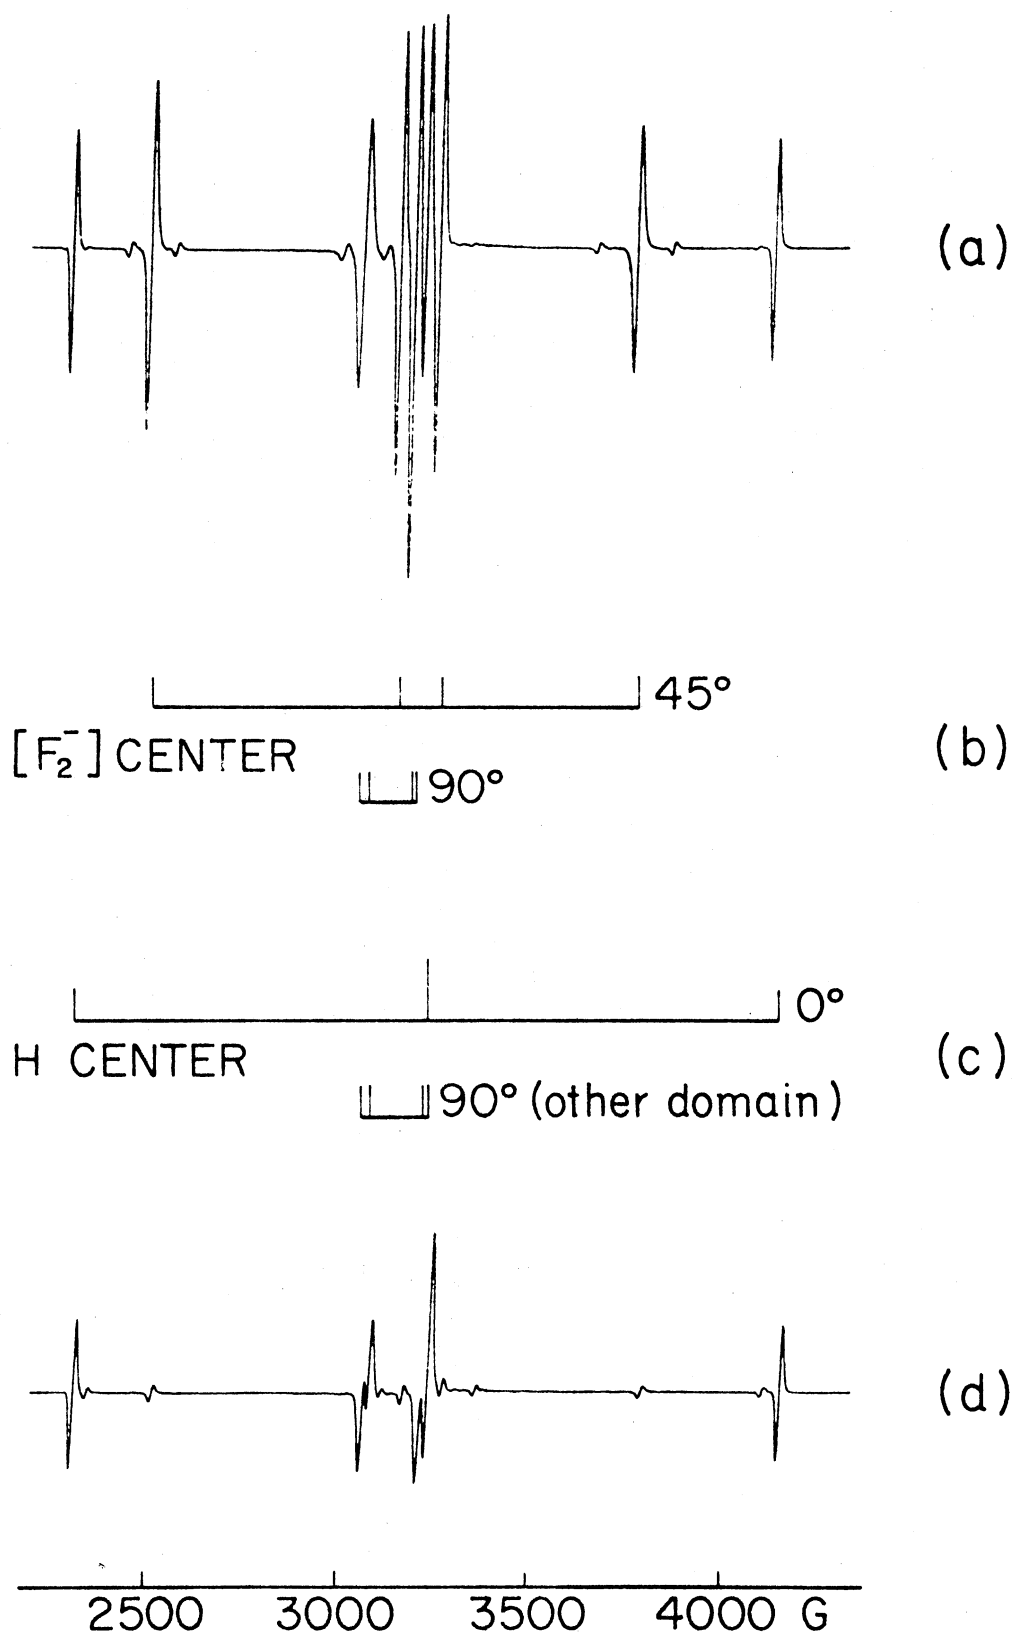 (a)
45°
[F₂⁻] CENTER
(b)
90°
0°
H CENTER
(c)
90° (other domain)
(d)
2500 3000 3500 4000 G